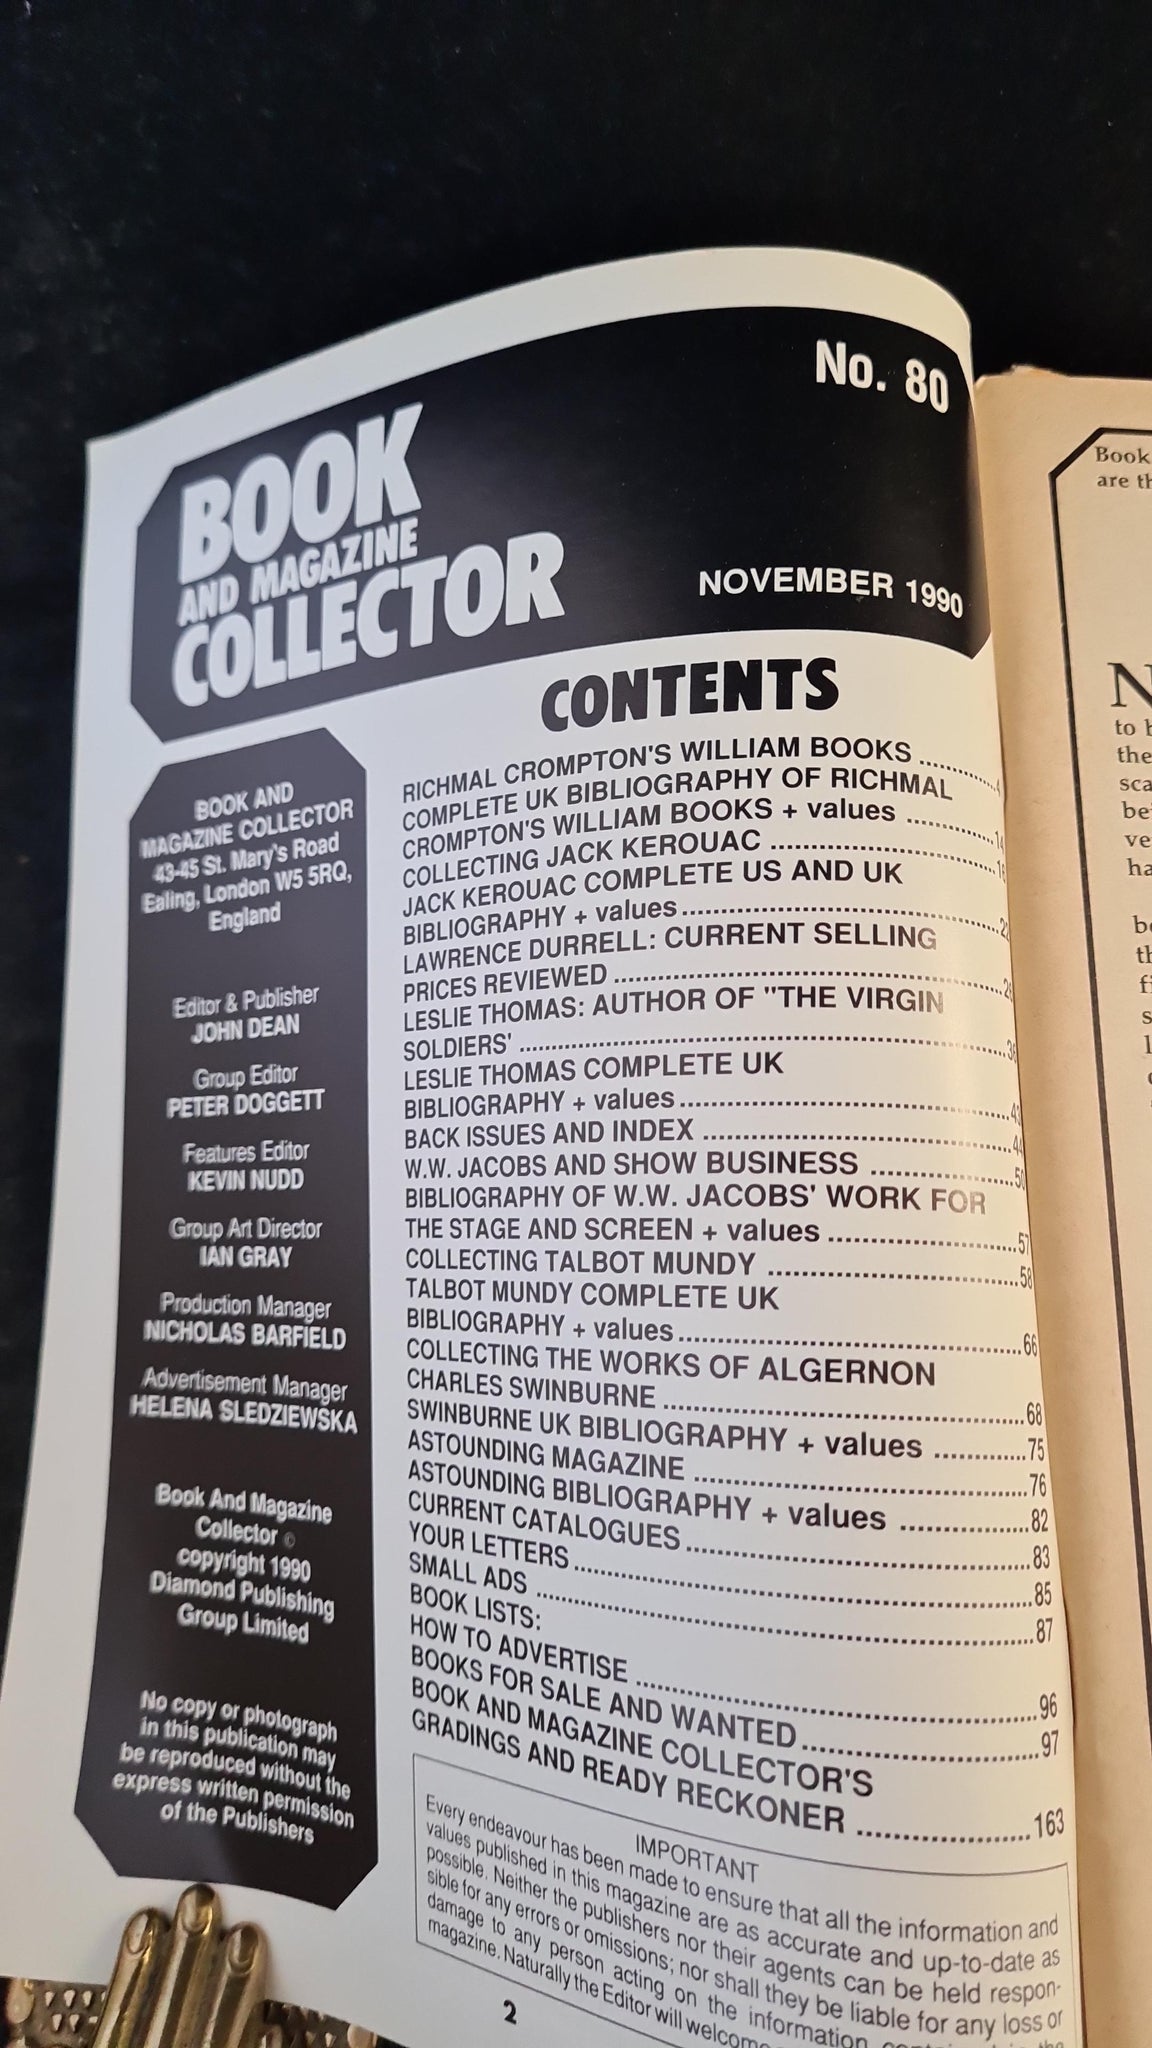 No. 80
BOOK
AND MAGAZINE
COLLECTOR
NOVEMBER 1990
CONTENTS
BOOK AND
MAGAZINE COLLECTOR
43-45 St. Mary's Road
Ealing, London W5 5RQ,
England
Editor & Publisher
JOHN DEAN
Group Editor
PETER DOGGETT
Features Editor
KEVIN NUDD
Group Art Director
IAN GRAY
Production Manager
NICHOLAS BARFIELD
Advertisement Manager
HELENA SLEDZIEWSKA
Book And Magazine
Collector ©
copyright 1990
Diamond Publishing
Group Limited
No copy or photograph
in this publication may
be reproduced without the
express written permission
of the Publishers
RICHMAL CROMPTON'S WILLIAM BOOKS ............4
COMPLETE UK BIBLIOGRAPHY OF RICHMAL
CROMPTON'S WILLIAM BOOKS + values ............14
COLLECTING JACK KEROUAC ............
JACK KEROUAC COMPLETE US AND UK
BIBLIOGRAPHY + values ............22
LAWRENCE DURRELL: CURRENT SELLING
PRICES REVIEWED ............
LESLIE THOMAS: AUTHOR OF "THE VIRGIN
SOLDIERS' ............
LESLIE THOMAS COMPLETE UK
BIBLIOGRAPHY + values ............43
BACK ISSUES AND INDEX ............44
W.W. JACOBS AND SHOW BUSINESS ............50
BIBLIOGRAPHY OF W.W. JACOBS' WORK FOR
THE STAGE AND SCREEN + values ............57
COLLECTING TALBOT MUNDY ............58
TALBOT MUNDY COMPLETE UK
BIBLIOGRAPHY + values ............66
COLLECTING THE WORKS OF ALGERNON
CHARLES SWINBURNE ............68
SWINBURNE UK BIBLIOGRAPHY + values ............75
ASTOUNDING MAGAZINE ............76
ASTOUNDING BIBLIOGRAPHY + values ............82
CURRENT CATALOGUES ............83
YOUR LETTERS ............85
SMALL ADS ............87
BOOK LISTS:
HOW TO ADVERTISE ............96
BOOKS FOR SALE AND WANTED ............97
BOOK AND MAGAZINE COLLECTOR'S
GRADINGS AND READY RECKONER ............163
IMPORTANT
Every endeavour has been made to ensure that all the information and
values published in this magazine are as accurate and up-to-date as
possible. Neither the publishers nor their agents can be held respon-
sible for any errors or omissions; nor shall they be liable for any loss or
damage to any person acting on the information
magazine. Naturally the Editor will
2
Book
are
to
the